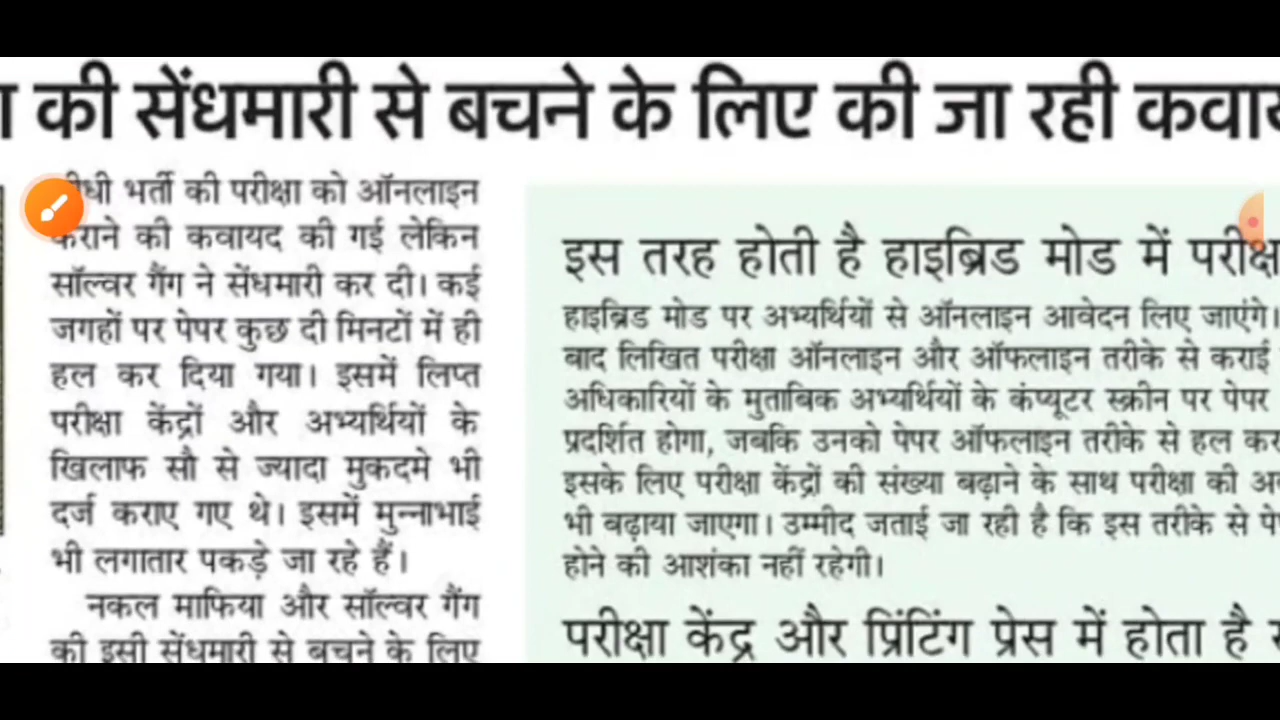 की सेंधमारी से बचने के लिए की जा रही
भर्ती की परीक्षा को ऑनलाइन
कराने की कवायद की गई लेकिन
सॉल्वर गैंग ने सेंधमारी कर दी। कई
जगहों पर पेपर कुछ दी मिनटों में ही
हल कर दिया गया। इसमें लिप्त
परीक्षा केंद्रों और अभ्यर्थियों के
खिलाफ सौ से ज्यादा मुकदमे भी
दर्ज कराए गए थे। इसमें मुन्नाभाई
भी लगातार पकड़े जा रहे हैं।
नकल माफिया और सॉल्वर गैंग
की इसी सेंधमारी से बचने के लिए
इस तरह होती है हाइब्रिड मोड में
हाइब्रिड मोड पर अभ्यर्थियों से ऑनलाइन आवेदन लिए जाएंगे।
बाद लिखित परीक्षा ऑनलाइन और ऑफलाइन तरीके से कराई
अधिकारियों के मुताबिक अभ्यर्थियों के कंप्यूटर स्क्रीन पर पेपर
प्रदर्शित होगा, जबकि उनको पेपर ऑफलाइन तरीके से हल
इसके लिए परीक्षा केंद्रों की संख्या बढ़ाने के साथ परीक्षा की
भी बढ़ाया जाएगा। उम्मीद जताई जा रही है कि इस तरीके से
होने की आशंका नहीं रहेगी।
परीक्षा केंद्र और प्रिंटिंग प्रेस में होता है